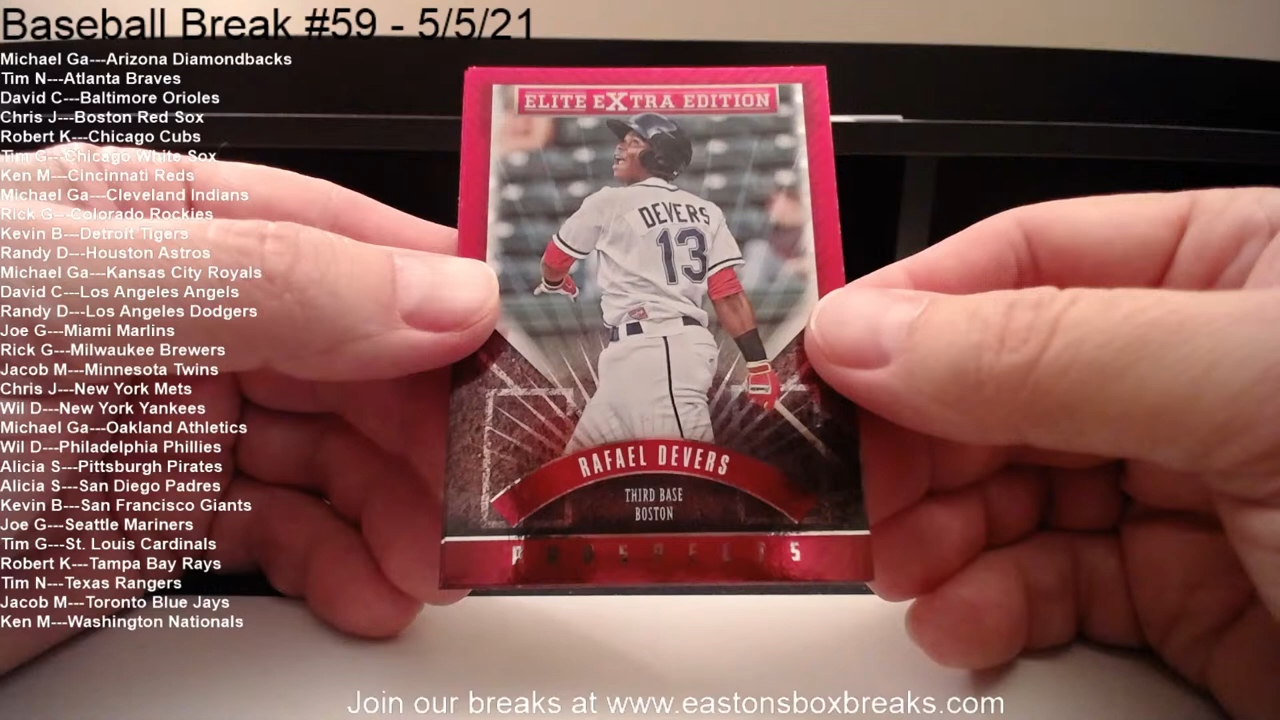 Baseball Break #59 - 5/5/21
Michael Ga---Arizona Diamondbacks
Tim N---Atlanta Braves
David C---Baltimore Orioles
Chris J---Boston Red Sox
Robert K---Chicago Cubs
Tim G---Chicago White Sox
Ken M---Cincinnati Reds
Michael Ga---Cleveland Indians
Rick G---Colorado Rockies
Kevin B---Detroit Tigers
Randy D---Houston Astros
Michael Ga---Kansas City Royals
David C---Los Angeles Angels
Randy D---Los Angeles Dodgers
Joe G---Miami Marlins
Rick G---Milwaukee Brewers
Jacob M---Minnesota Twins
Chris J---New York Mets
Wil D---New York Yankees
Michael Ga---Oakland Athletics
Wil D---Philadelphia Phillies
Alicia S---Pittsburgh Pirates
Alicia S---San Diego Padres
Kevin B---San Francisco Giants
Joe G---Seattle Mariners
Tim G---St. Louis Cardinals
Robert K---Tampa Bay Rays
Tim N---Texas Rangers
Jacob M---Toronto Blue Jays
Ken M---Washington Nationals
ELITE EXTRA EDITION
DEVERS
13
RAFAEL DEVERS
THIRD BASE
BOSTON
PROSPECTS
Join our breaks at www.eastonsboxbreaks.com